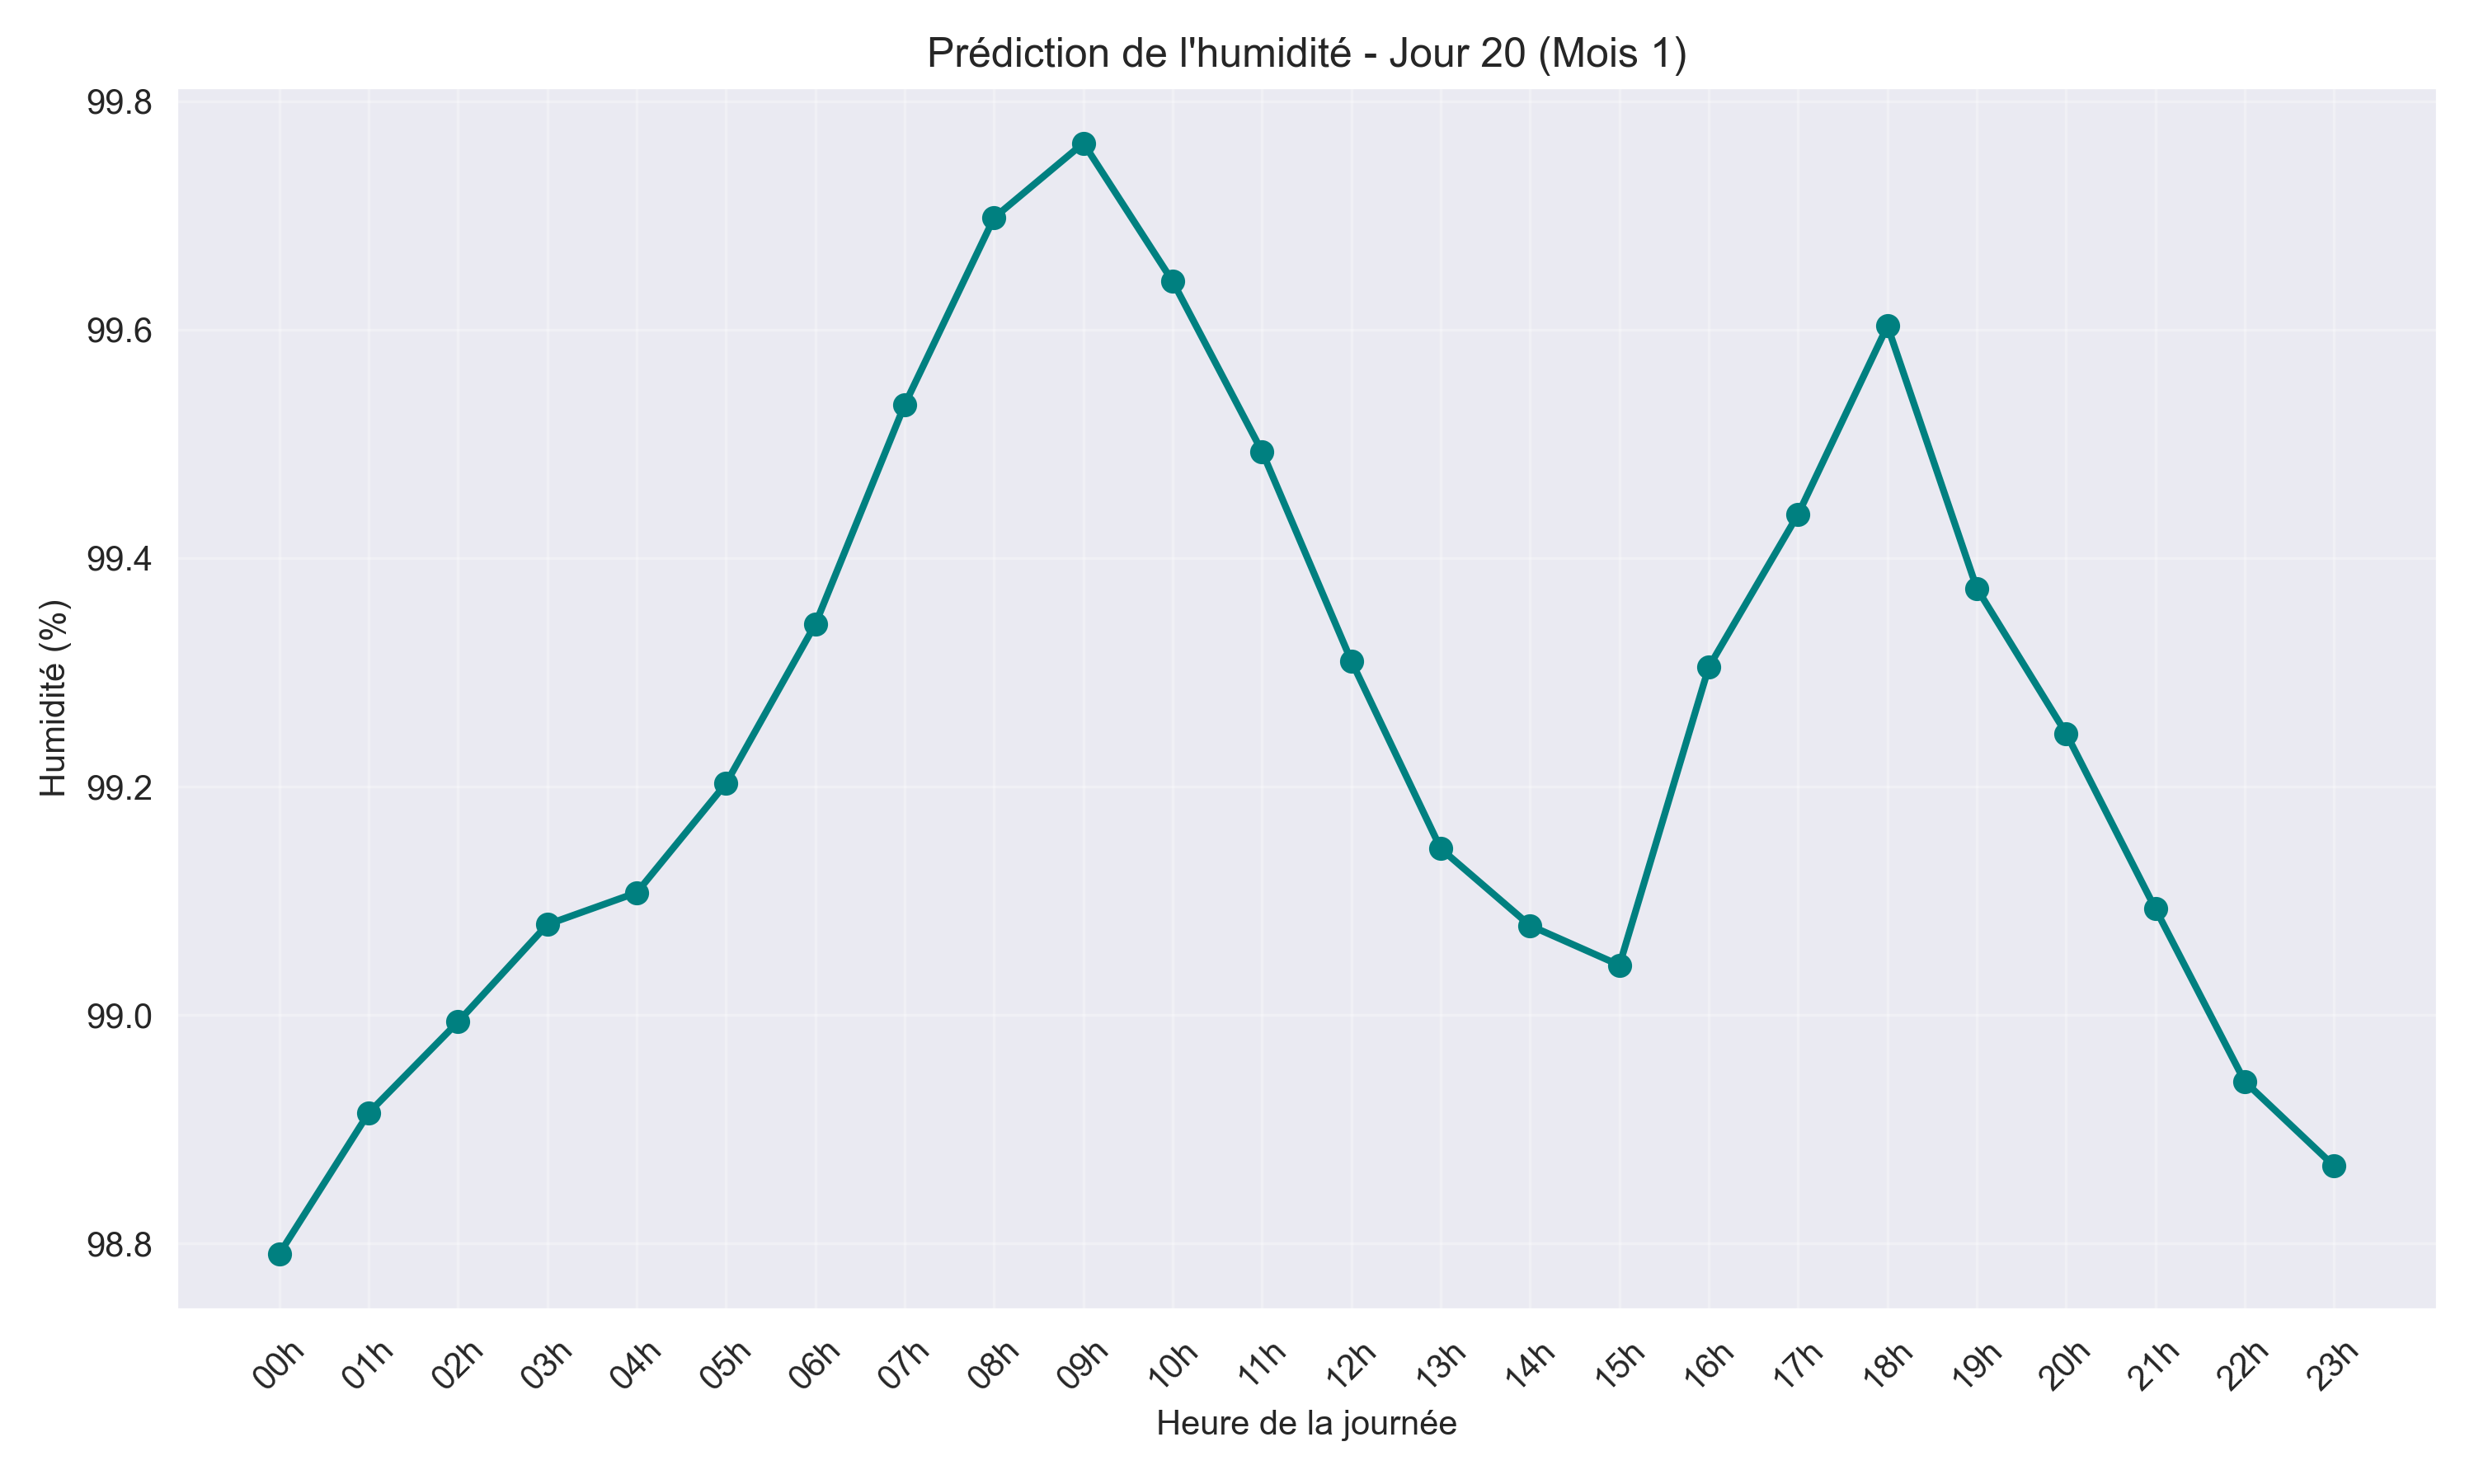 Prédiction de l'humidité - Jour 20 (Mois 1)
99.8
99.6
99.4
99.2
99.0
98.8
Humidité (%)
00h 01h 02h 03h 04h 05h 06h 07h 08h 09h 10h 11h 12h 13h 14h 15h 16h 17h 18h 19h 20h 21h 22h 23h
Heure de la journée